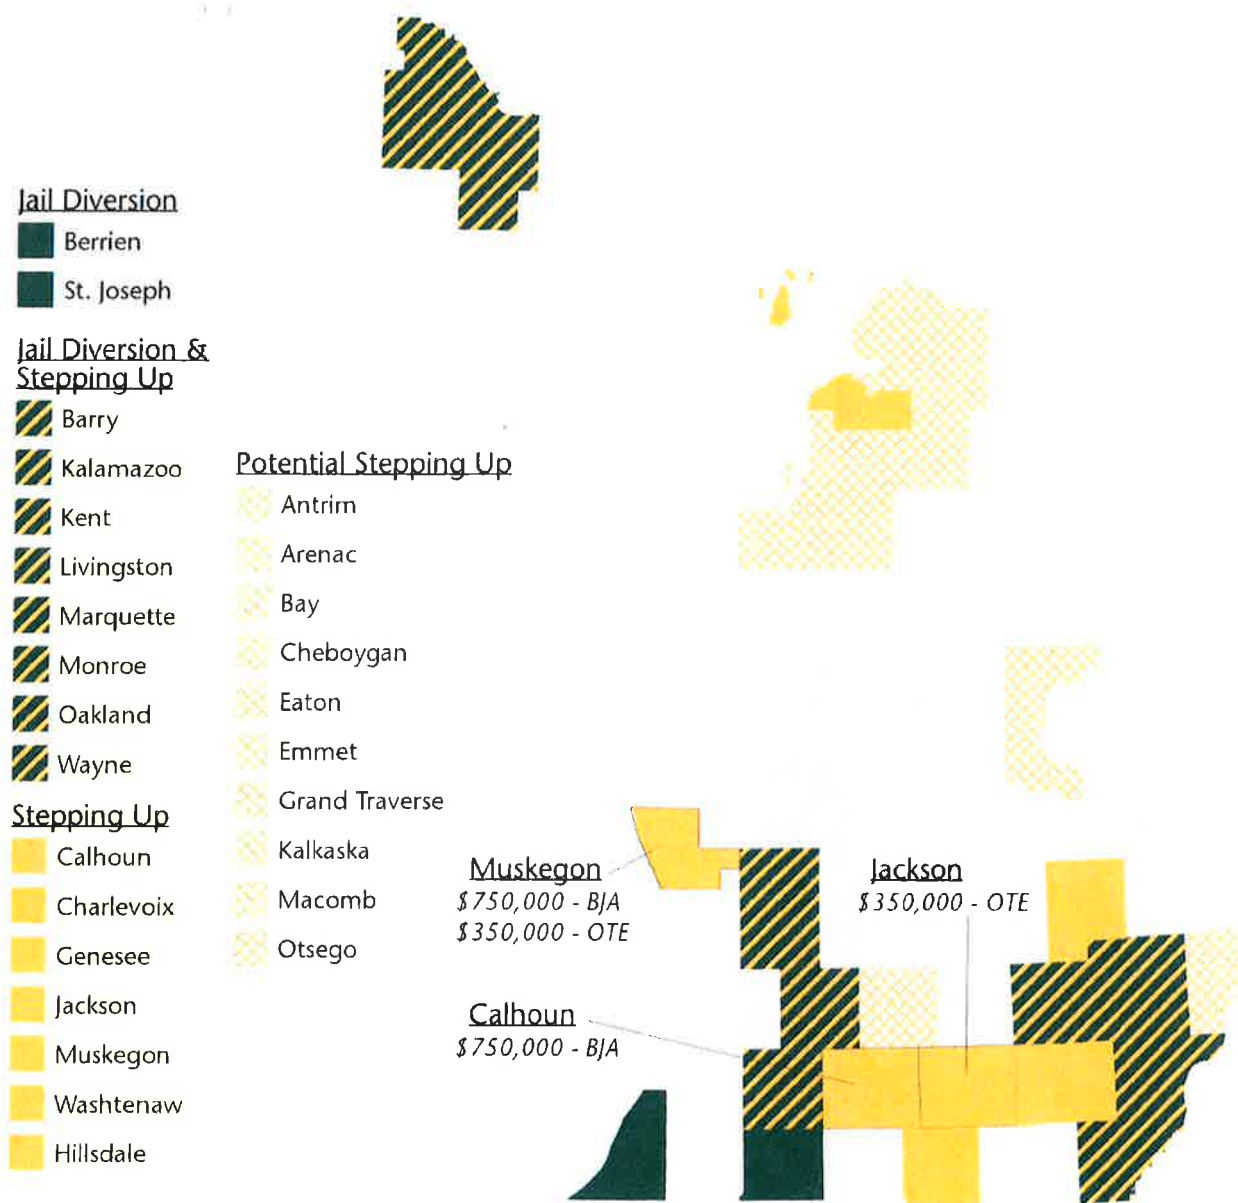 Jail Diversion
Berrien
St. Joseph
Jail Diversion &
Stepping Up
Barry
Kalamazoo
Kent
Livingston
Marquette
Monroe
Oakland
Wayne
Stepping Up
Calhoun
Charlevoix
Genesee
Jackson
Muskegon
Washtenaw
Hillsdale
Potential Stepping Up
Antrim
Arenac
Bay
Cheboygan
Eaton
Emmet
Grand Traverse
Kalkaska
Macomb
Otsego
Muskegon
$750,000 - BJA
$350,000 - OTE
Calhoun
$750,000 - BJA
Jackson
$350,000 - OTE